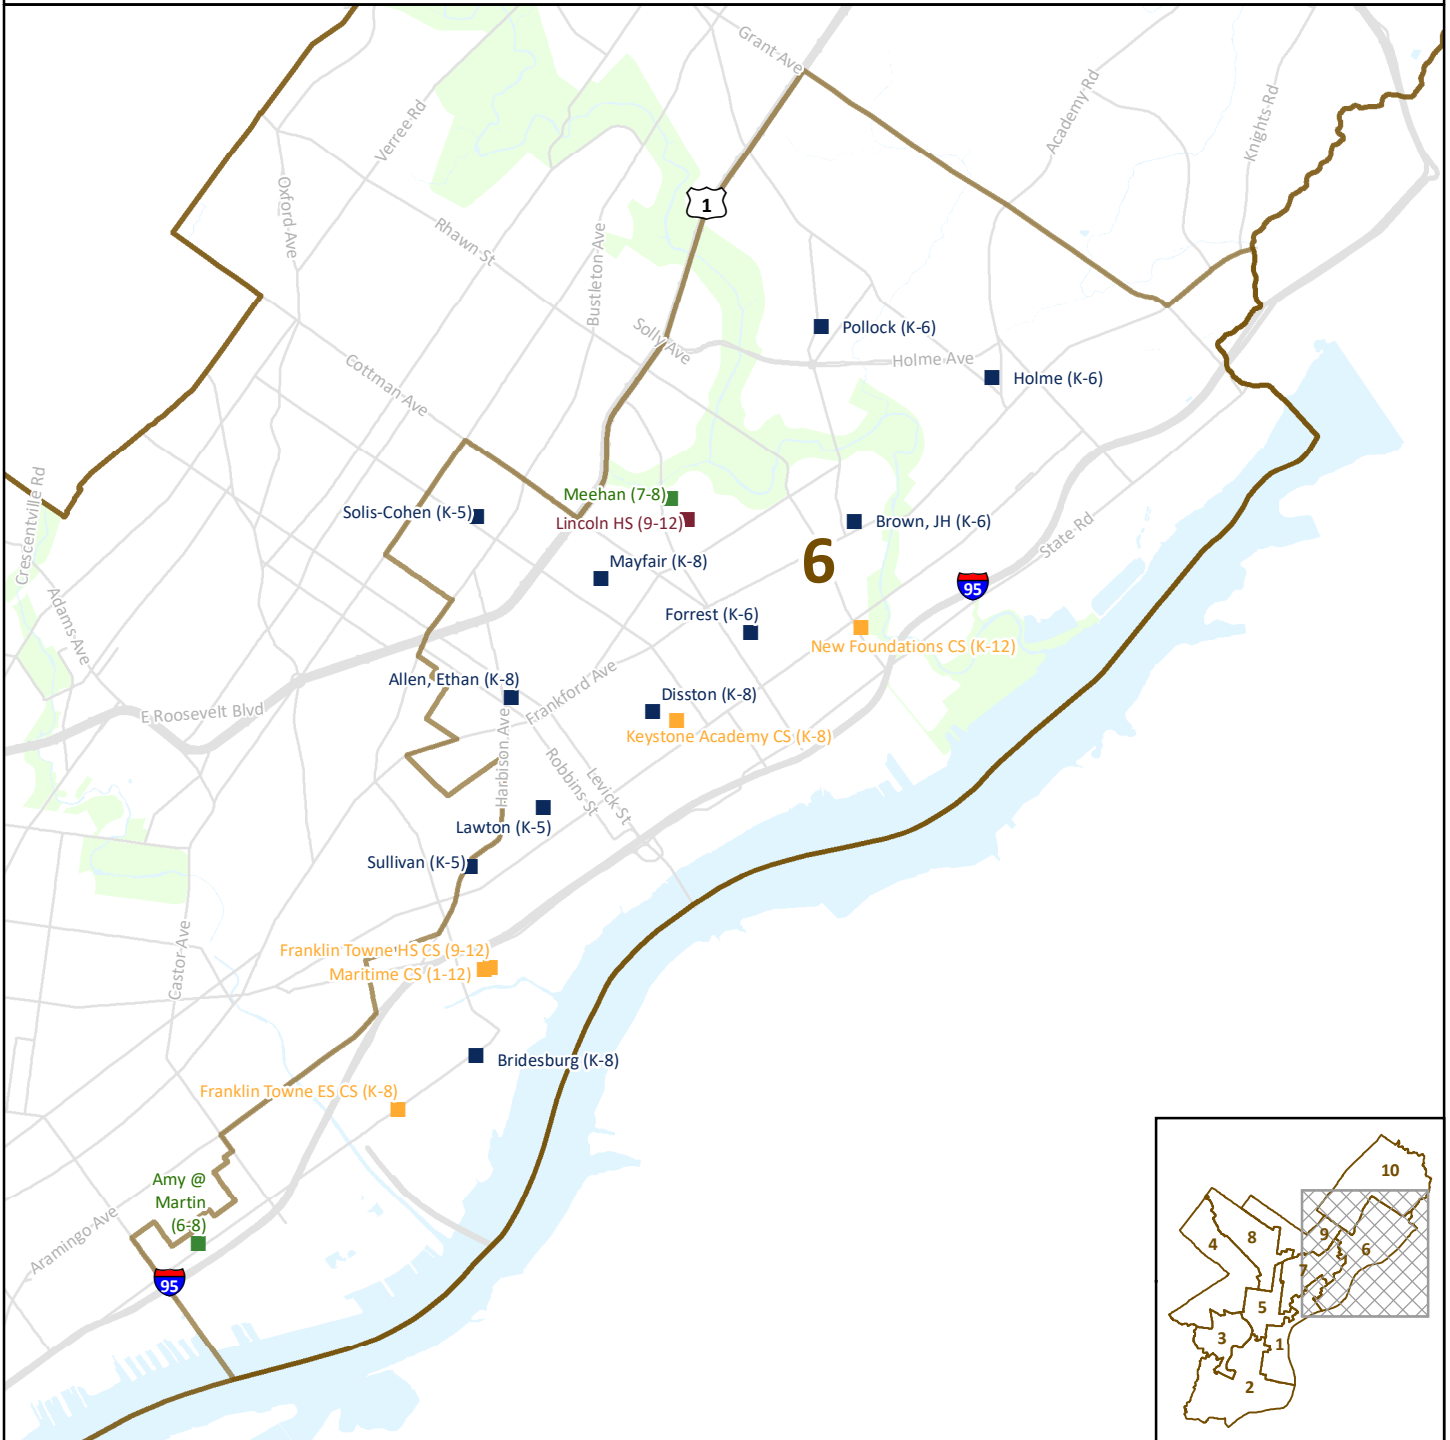 Grant Ave
Academy Rd
Knights Rd
Verree Rd
Oxford Ave
1
Rhawn St
Bustleton Ave
Solly Ave
Pollock (K-6)
Holme Ave
Holme (K-6)
Cottman Ave
Crescentville Rd
Meehan (7-8)
Solis-Cohen (K-5)
Lincoln HS (9-12)
Brown, JH (K-6)
State Rd
6
Mayfair (K-8)
95
Adams Ave
Forrest (K-6)
New Foundations CS (K-12)
Allen, Ethan (K-8)
Frankford Ave
Disston (K-8)
E Roosevelt Blvd
Keystone Academy CS (K-8)
Harbison Ave
Robbins St
Levick St
Lawton (K-5)
Sullivan (K-5)
Castor Ave
Franklin Towne HS CS (9-12)
Maritime CS (1-12)
Bridesburg (K-8)
Franklin Towne ES CS (K-8)
Amy @
Martin
(6-8)
Aramingo Ave
95
10
4
8
9
6
7
5
3
1
2